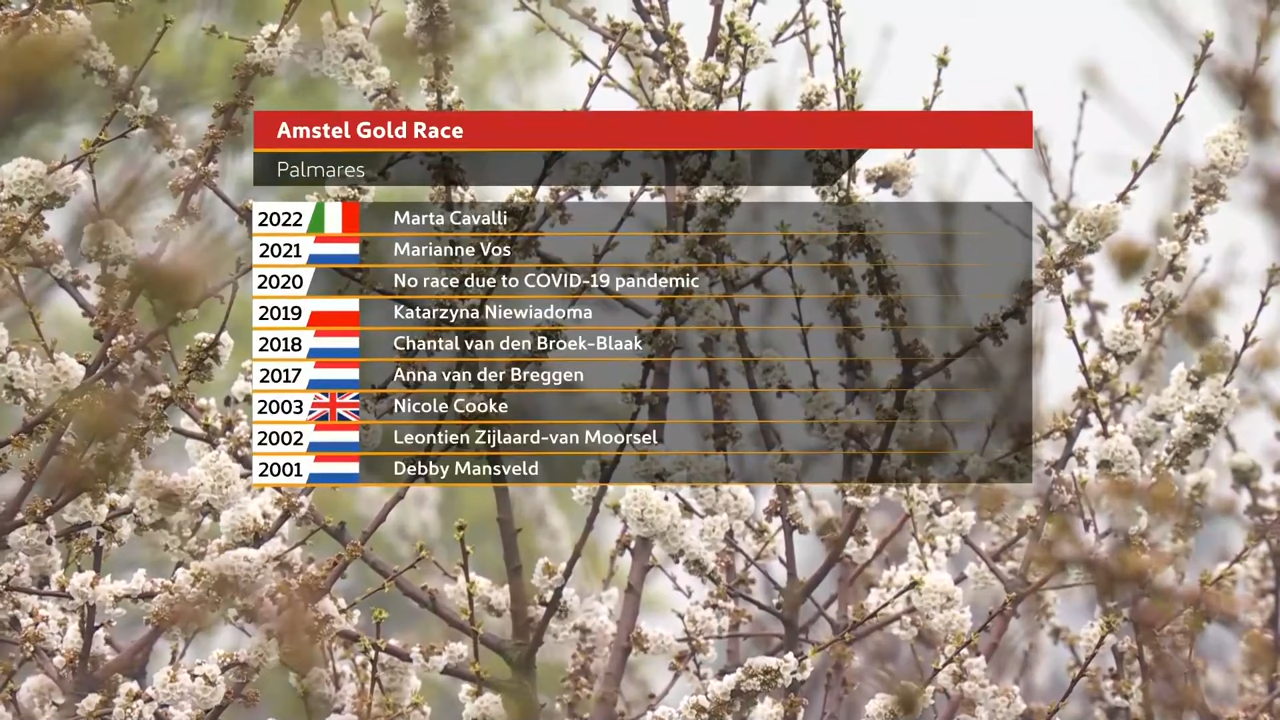 Amstel Gold Race
Palmares
2022 Marta Cavalli
2021 Marianne Vos
2020 No race due to COVID-19 pandemic
2019 Katarzyna Niewiadoma
2018 Chantal van den Broek-Blaak
2017 Anna van der Breggen
2003 Nicole Cooke
2002 Leontien Zijlaard-van Moorsel
2001 Debby Mansveld